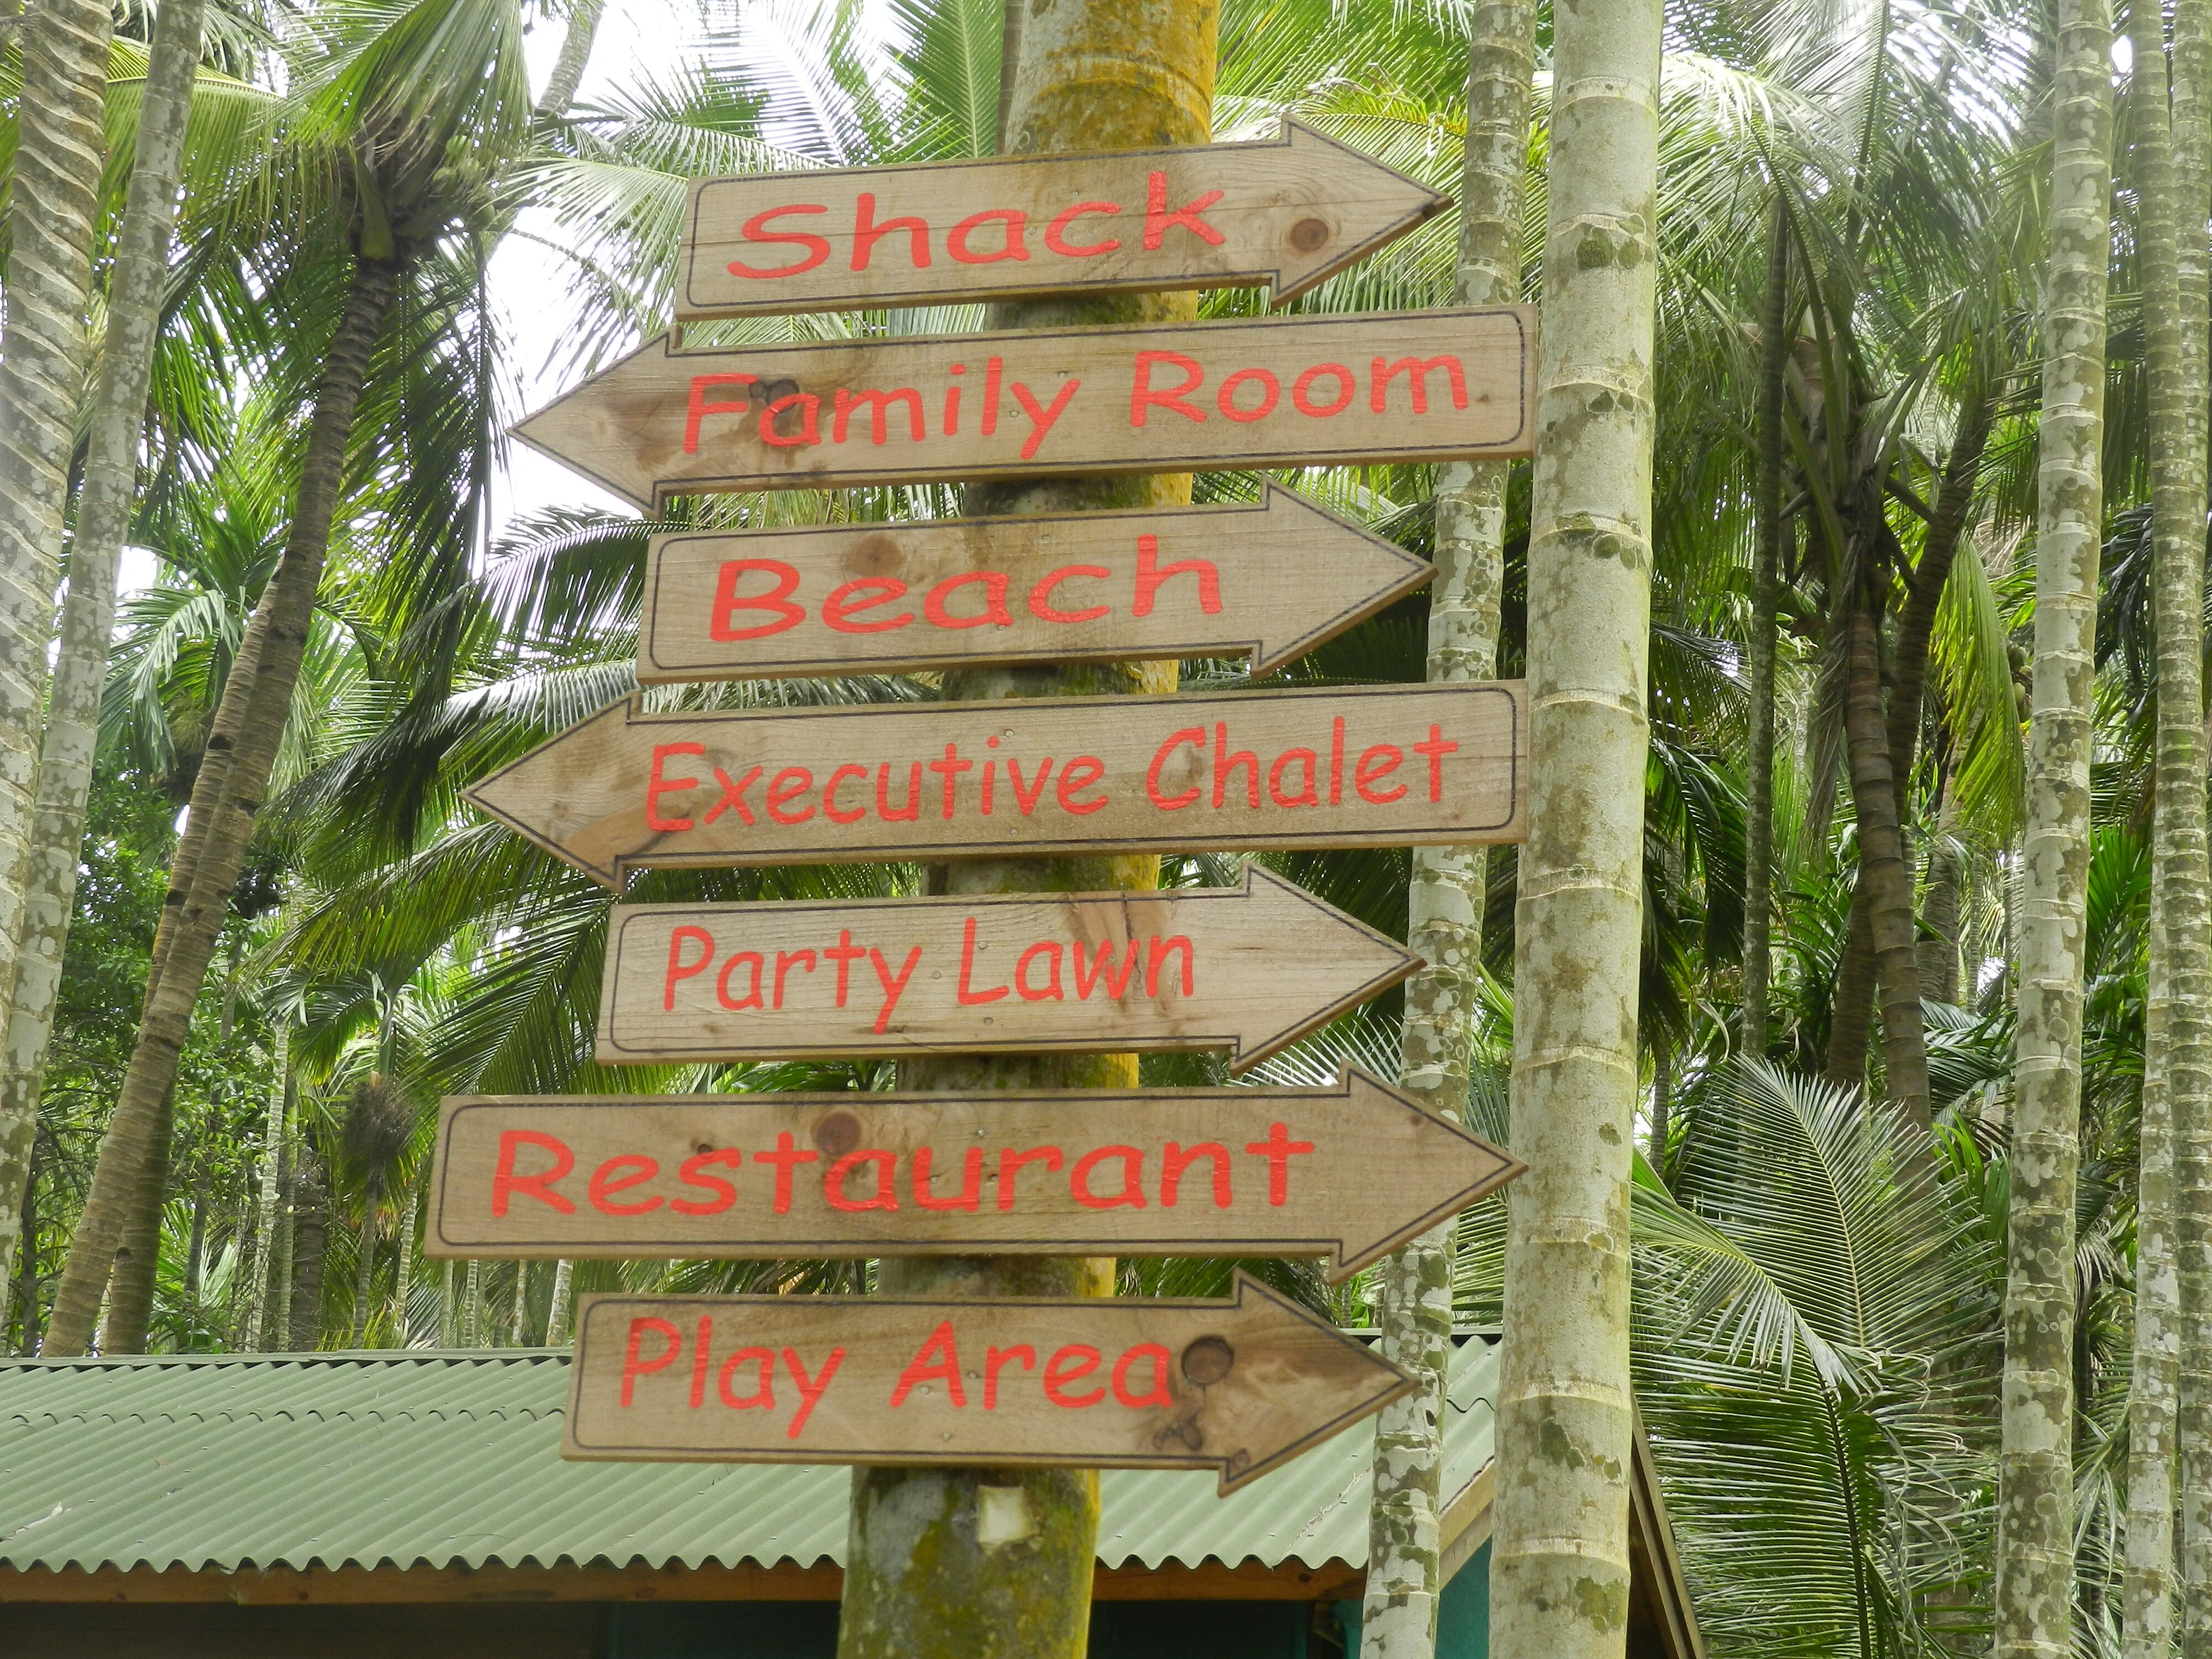 Shack
Family Room
Beach
Executive Chalet
Party Lawn
Restaurant
Play Area